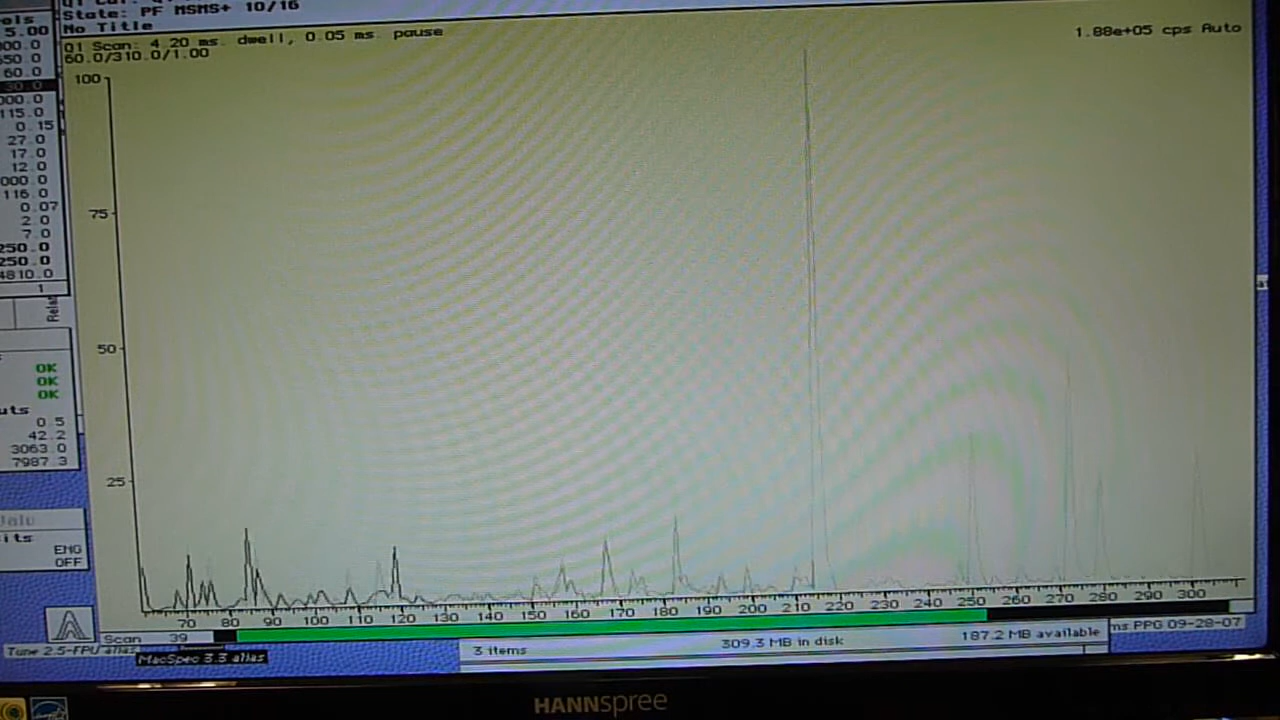 State: PF MSMS+ 10/16
No Title
Q1 Scan: 4.20 ms. dwell, 0.05 ms. pause
60.0/310.0/1.00
1.88e+05 cps Auto
100
75
50
25
70 80 90 100 110 120 130 140 150 160 170 180 190 200 210 220 230 240 250 260 270 280 290 300
5.00
60.0
30.0
115.0
0.15
27.0
17.0
12.0
116.0
0.07
2.0
7.0
250.0
250.0
4810.0
1
OK
OK
OK
0.5
42.2
3063.0
7987.3
ENG
OFF
Scan 39
Tune 2.5-FPU alias
MacSpec 3.3 alias
3 items
309.3 MB in disk
187.2 MB available
ms PPG 09-28-07
HANNspree